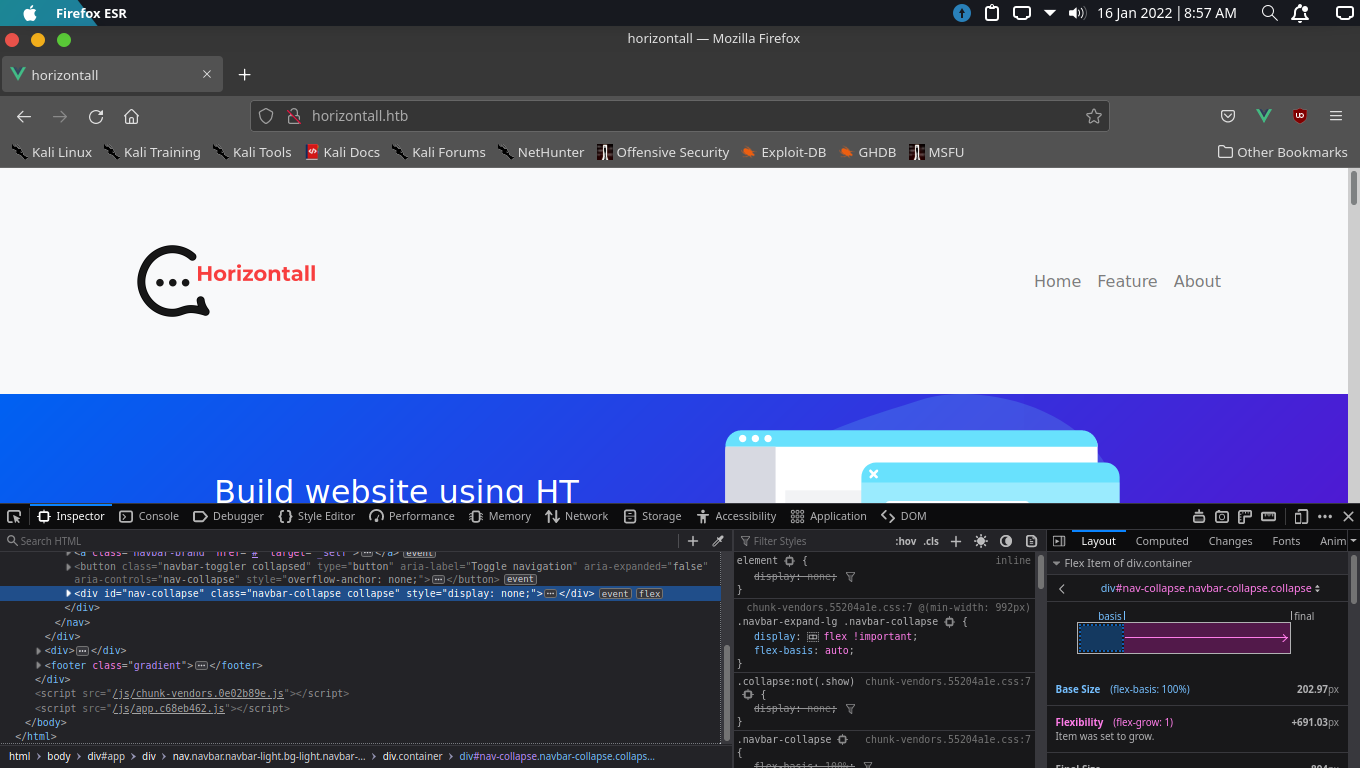 Firefox ESR
16 Jan 2022 | 8:57 AM
horizontall — Mozilla Firefox
horizontall
horizontall.htb
Kali Linux Kali Training Kali Tools Kali Docs Kali Forums NetHunter Offensive Security Exploit-DB GHDB MSFU Other Bookmarks
Horizontall
Home Feature About
Build website using HT
Inspector Console Debugger Style Editor Performance Memory Network Storage Accessibility Application DOM
Search HTML
<a class="navbar-brand" href="#" target="_self"></a> event
<button class="navbar-toggler collapsed" type="button" aria-label="Toggle navigation" aria-expanded="false"
aria-controls="nav-collapse" style="overflow-anchor: none;"></button> event
<div id="nav-collapse" class="navbar-collapse collapse" style="display: none;"></div> event flex
</div>
</nav>
</div>
<div></div>
<footer class="gradient"></footer>
</div>
<script src="/js/chunk-vendors.0e02b89e.js"></script>
<script src="/js/app.c68eb462.js"></script>
</body>
</html>
html body div#app div nav.navbar.navbar-light.bg-light.navbar-... div.container div#nav-collapse.navbar-collapse.collaps...
Filter Styles :hov .cls
element { inline
display: none;
}
chunk-vendors.55204a1e.css:7 @(min-width: 992px)
.navbar-expand-lg .navbar-collapse {
display: flex !important;
flex-basis: auto;
}
.collapse:not(.show) chunk-vendors.55204a1e.css:7
{
display: none;
}
.navbar-collapse chunk-vendors.55204a1e.css:7
{
flex-basis: 100%;
Layout Computed Changes Fonts Anim
Flex Item of div.container
div#nav-collapse.navbar-collapse.collapse
basis final
Base Size (flex-basis: 100%) 202.97px
Flexibility (flex-grow: 1) +691.03px
Item was set to grow.
Final Size 894px